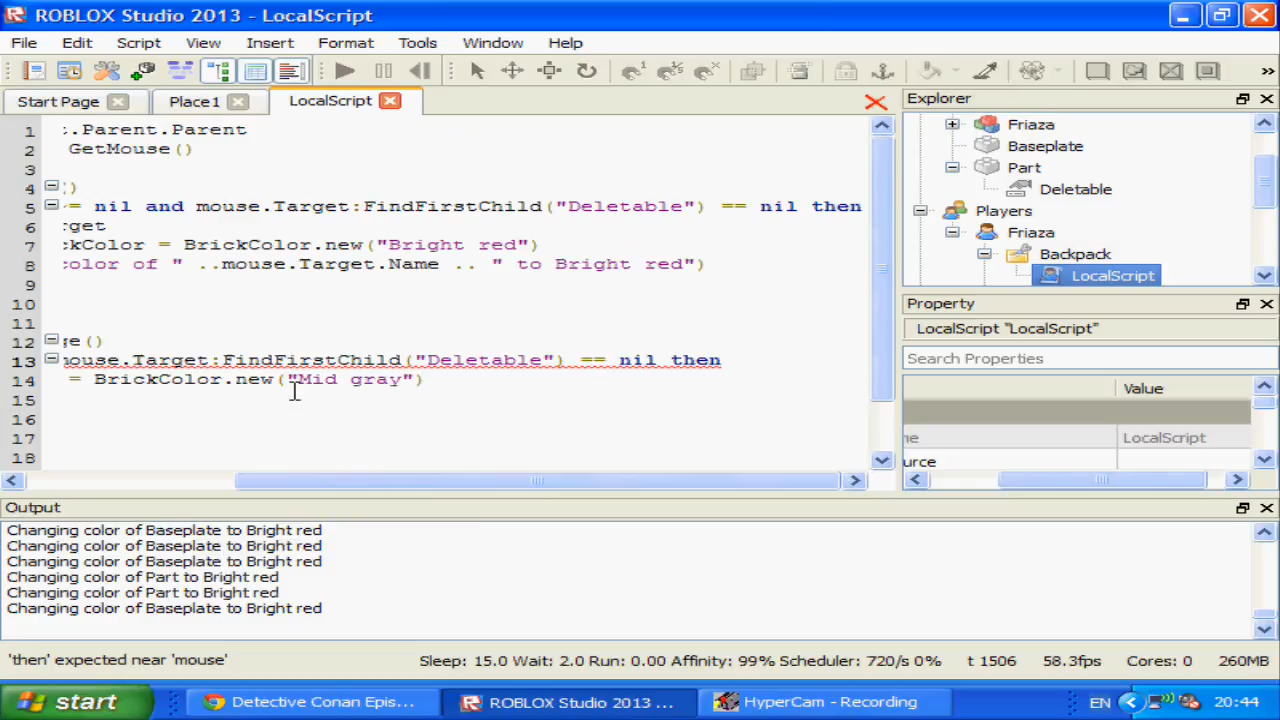 ROBLOX Studio 2013 - LocalScript
File Edit Script View Insert Format Tools Window Help
Start Page Place1 LocalScript
Explorer
Friaza
Baseplate
Part
Deletable
Players
Friaza
Backpack
LocalScript
1 :.Parent.Parent
2 GetMouse()
3
4 ()
5 = nil and mouse.Target:FindFirstChild("Deletable") == nil then
6 rget
7 kColor = BrickColor.new("Bright red")
8 color of " ..mouse.Target.Name .. " to Bright red")
9
10
11
12 ge()
13 mouse.Target:FindFirstChild("Deletable") == nil then
14 = BrickColor.new("Mid gray")
15
16
17
18
Property
LocalScript "LocalScript"
Search Properties
Value
ne LocalScript
urce
Output
Changing color of Baseplate to Bright red
Changing color of Baseplate to Bright red
Changing color of Baseplate to Bright red
Changing color of Part to Bright red
Changing color of Part to Bright red
Changing color of Baseplate to Bright red
'then' expected near 'mouse' Sleep: 15.0 Wait: 2.0 Run: 0.00 Affinity: 99% Scheduler: 720/s 0% t 1506 58.3fps Cores: 0 260MB
start Detective Conan Epis... ROBLOX Studio 2013 ... HyperCam - Recording EN 20:44